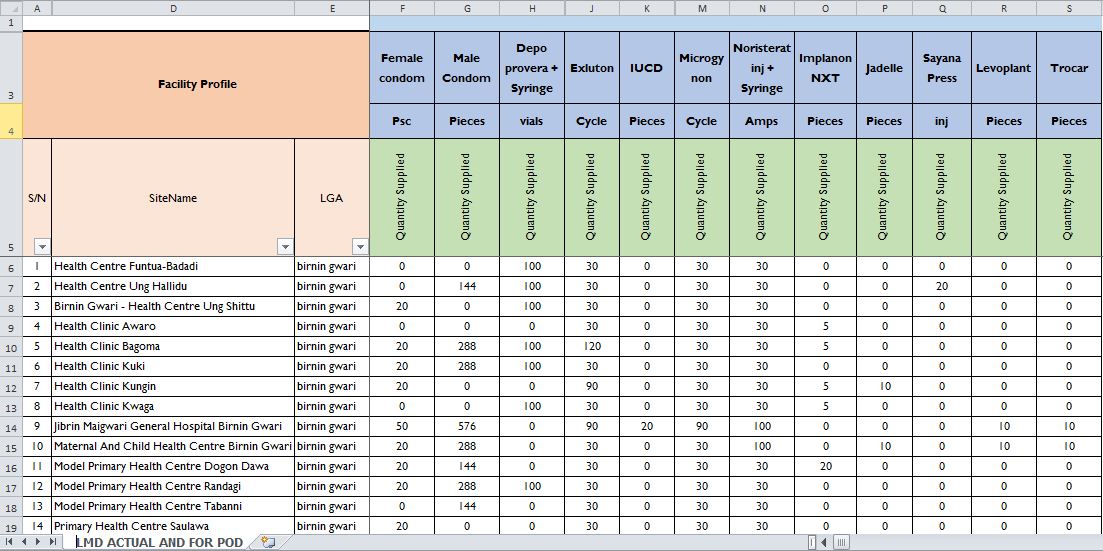 A D E F G H J K M N O P Q R S
1
3 Facility Profile Female condom Male Condom Depo provera + Syringe Exluton IUCD Microgy non Noristerat inj + Syringe Implanon NXT Jadelle Sayana Press Levoplant Trocar
4 Psc Pieces vials Cycle Pieces Cycle Amps Pieces Pieces inj Pieces Pieces
5 S/N SiteName LGA Quantity Supplied Quantity Supplied Quantity Supplied Quantity Supplied Quantity Supplied Quantity Supplied Quantity Supplied Quantity Supplied Quantity Supplied Quantity Supplied Quantity Supplied Quantity Supplied
6 1 Health Centre Funtua-Badadi birnin gwari 0 0 100 30 0 30 30 0 0 0 0 0
7 2 Health Centre Ung Hallidu birnin gwari 0 144 100 30 0 30 30 0 0 20 0 0
8 3 Birnin Gwari - Health Centre Ung Shittu birnin gwari 20 0 100 30 0 30 30 0 0 0 0 0
9 4 Health Clinic Awaro birnin gwari 0 0 0 30 0 30 30 5 0 0 0 0
10 5 Health Clinic Bagoma birnin gwari 20 288 100 120 0 30 30 5 0 0 0 0
11 6 Health Clinic Kuki birnin gwari 20 288 100 30 0 30 30 0 0 0 0 0
12 7 Health Clinic Kungin birnin gwari 20 0 0 90 0 30 30 5 10 0 0 0
13 8 Health Clinic Kwaga birnin gwari 0 0 100 30 0 30 30 5 0 0 0 0
14 9 Jibrin Maigwari General Hospital Birnin Gwari birnin gwari 50 576 0 90 20 90 100 0 0 0 10 10
15 10 Maternal And Child Health Centre Birnin Gwari birnin gwari 20 288 0 30 0 30 100 0 10 0 10 10
16 11 Model Primary Health Centre Dogon Dawa birnin gwari 20 144 0 30 0 30 30 20 0 0 0 0
17 12 Model Primary Health Centre Randagi birnin gwari 20 288 100 30 0 30 30 0 0 0 0 0
18 13 Model Primary Health Centre Tabanni birnin gwari 0 144 0 30 0 30 30 0 0 0 0 0
19 14 Primary Health Centre Saulawa birnin gwari 20 0 0 30 0 30 30 0 0 0 0 0
LMD ACTUAL AND FOR POD